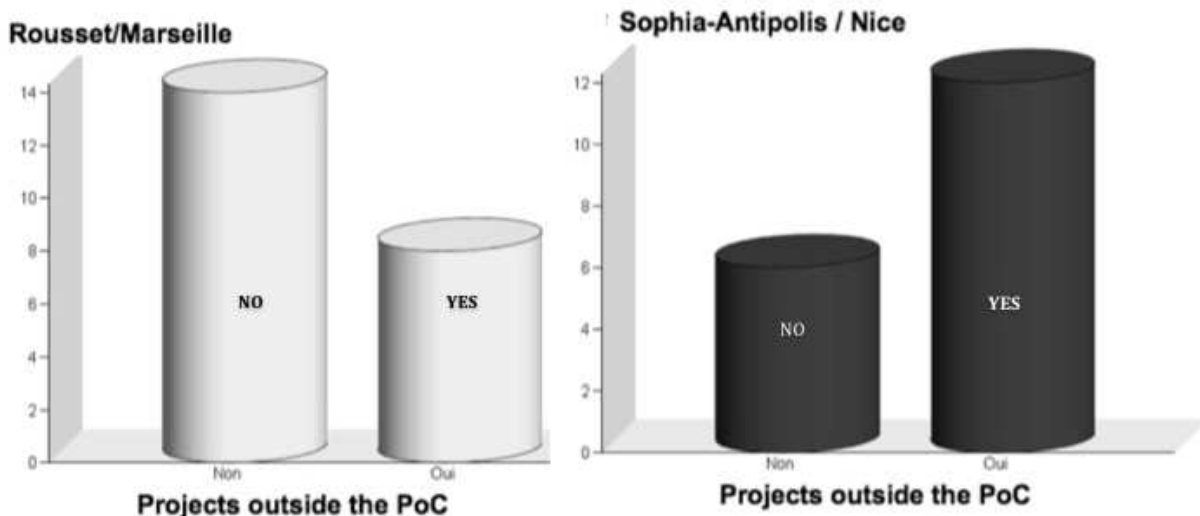 Rousset/Marseille
14
12
10
8
6
4
2
0
NO
YES
Non
Oui
Projects outside the PoC
Sophia-Antipolis / Nice
12
10
8
6
4
2
0
NO
YES
Non
Oui
Projects outside the PoC